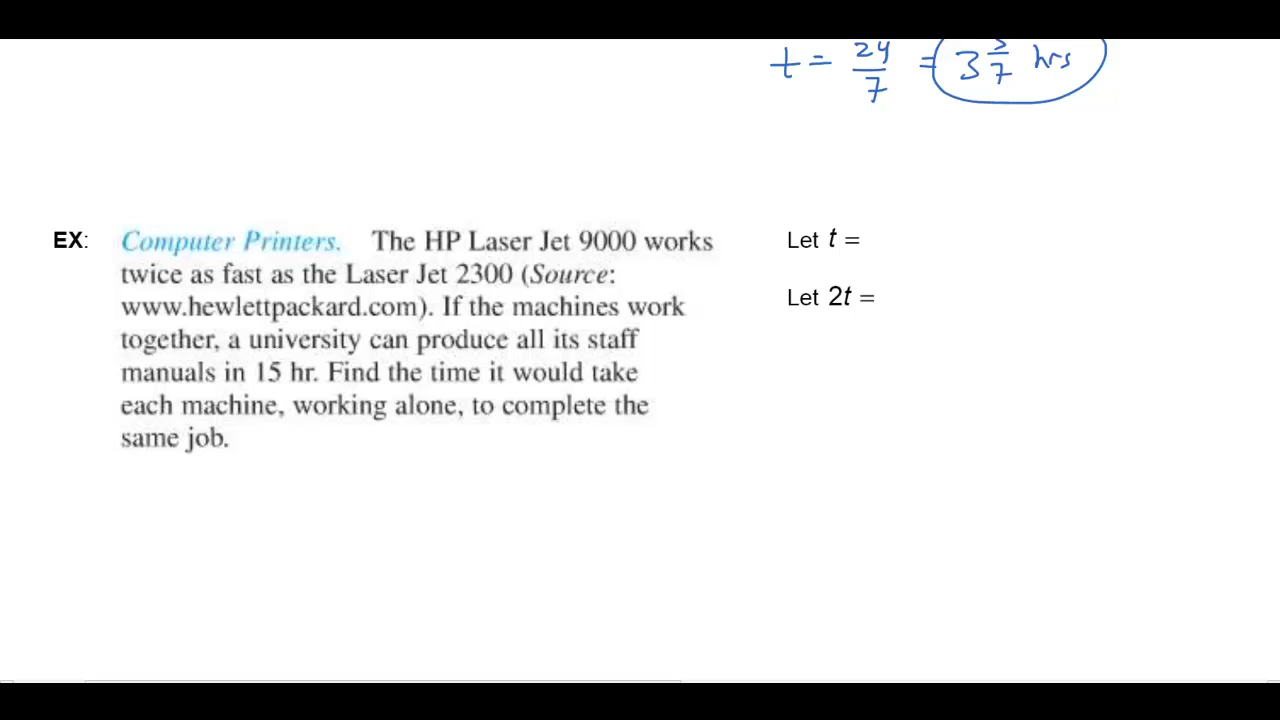 t = 24/7 = 3 3/7 hrs
EX: Computer Printers. The HP Laser Jet 9000 works
twice as fast as the Laser Jet 2300 (Source:
www.hewlettpackard.com). If the machines work
together, a university can produce all its staff
manuals in 15 hr. Find the time it would take
each machine, working alone, to complete the
same job.
Let t =
Let 2t =